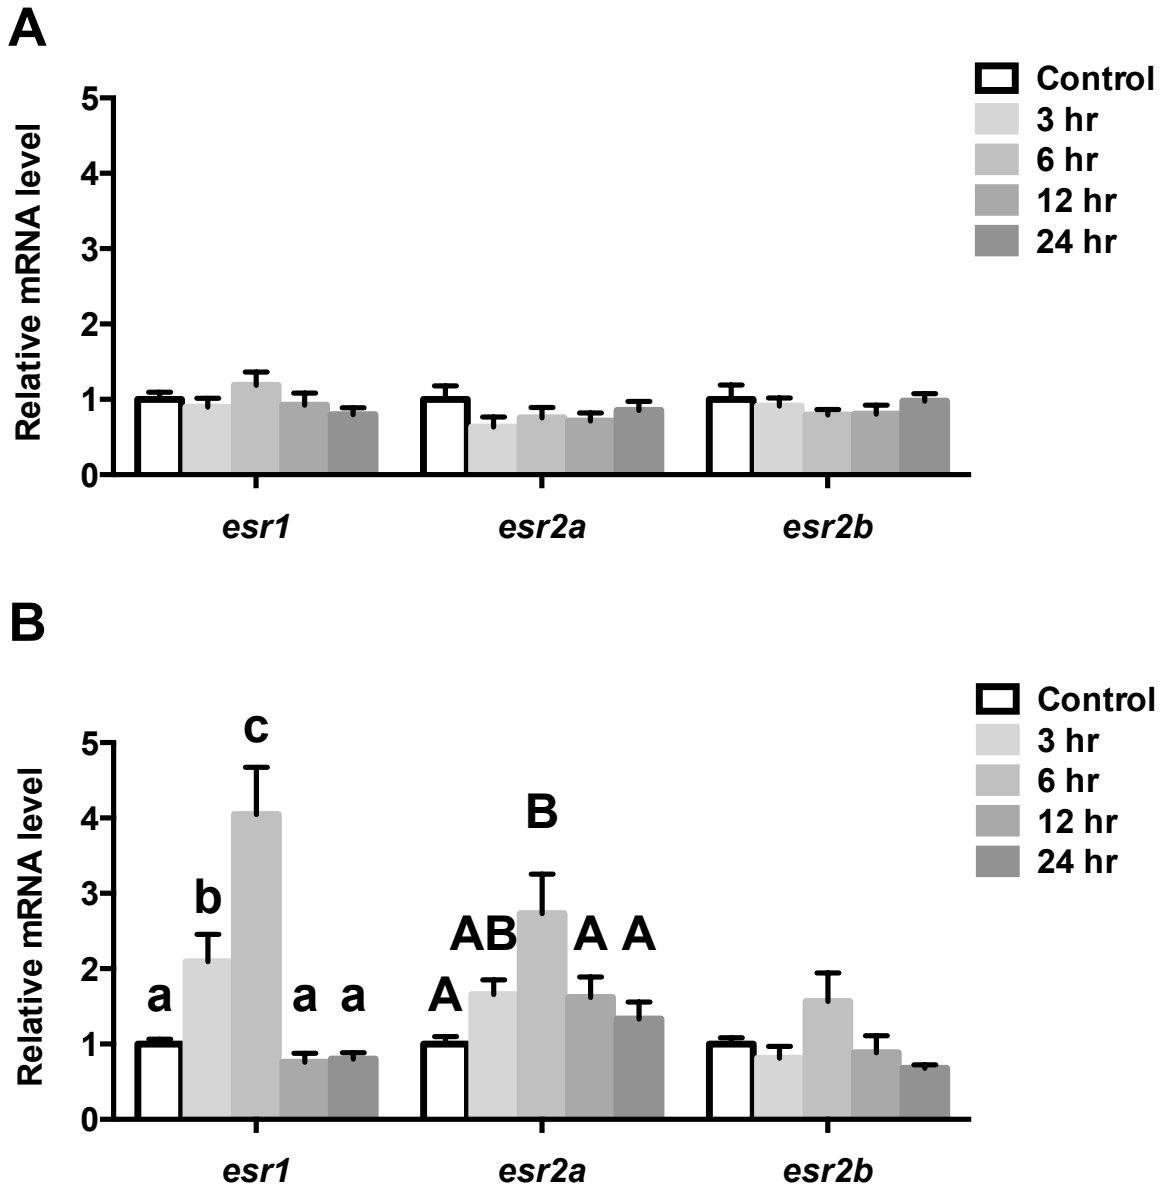 A
Control
3 hr
6 hr
12 hr
24 hr
Relative mRNA level
5
4
3
2
1
0
esr1 esr2a esr2b
B
Control
3 hr
6 hr
12 hr
24 hr
Relative mRNA level
5
4
3
2
1
0
a b c a a
A AB B A A
esr1 esr2a esr2b